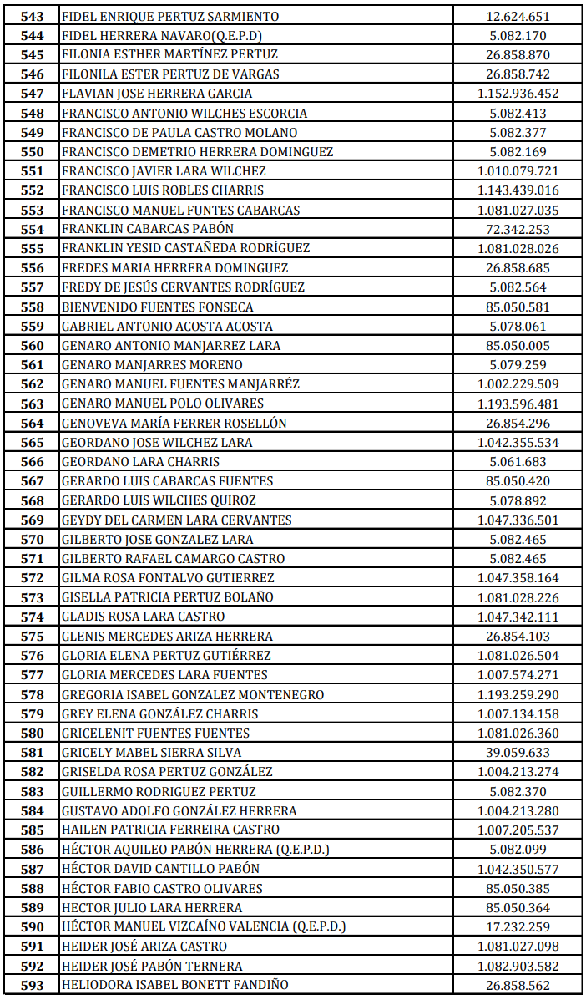 543 FIDEL ENRIQUE PERTUZ SARMIENTO 12.624.651
544 FIDEL HERRERA NAVARO(Q.E.P.D) 5.082.170
545 FILONIA ESTHER MARTÍNEZ PERTUZ 26.858.870
546 FILONILA ESTER PERTUZ DE VARGAS 26.858.742
547 FLAVIAN JOSE HERRERA GARCIA 1.152.936.452
548 FRANCISCO ANTONIO WILCHES ESCORCIA 5.082.413
549 FRANCISCO DE PAULA CASTRO MOLANO 5.082.377
550 FRANCISCO DEMETRIO HERRERA DOMINGUEZ 5.082.169
551 FRANCISCO JAVIER LARA WILCHEZ 1.010.079.721
552 FRANCISCO LUIS ROBLES CHARRIS 1.143.439.016
553 FRANCISCO MANUEL FUNTES CABARCAS 1.081.027.035
554 FRANKLIN CABARCAS PABÓN 72.342.253
555 FRANKLIN YESID CASTAÑEDA RODRÍGUEZ 1.081.028.026
556 FREDES MARIA HERRERA DOMINGUEZ 26.858.685
557 FREDY DE JESÚS CERVANTES RODRÍGUEZ 5.082.564
558 BIENVENIDO FUENTES FONSECA 85.050.581
559 GABRIEL ANTONIO ACOSTA ACOSTA 5.078.061
560 GENARO ANTONIO MANJARREZ LARA 85.050.005
561 GENARO MANJARRES MORENO 5.079.259
562 GENARO MANUEL FUENTES MANJARRÉZ 1.002.229.509
563 GENARO MANUEL POLO OLIVARES 1.193.596.481
564 GENOVEVA MARÍA FERRER ROSELLÓN 26.854.296
565 GEORDANO JOSE WILCHEZ LARA 1.042.355.534
566 GEORDANO LARA CHARRIS 5.061.683
567 GERARDO LUIS CABARCAS FUENTES 85.050.420
568 GERARDO LUIS WILCHES QUIROZ 5.078.892
569 GEYDY DEL CARMEN LARA CERVANTES 1.047.336.501
570 GILBERTO JOSE GONZALEZ LARA 5.082.465
571 GILBERTO RAFAEL CAMARGO CASTRO 5.082.465
572 GILMA ROSA FONTALVO GUTIERREZ 1.047.358.164
573 GISELLA PATRICIA PERTUZ BOLAÑO 1.081.028.226
574 GLADIS ROSA LARA CASTRO 1.047.342.111
575 GLENIS MERCEDES ARIZA HERRERA 26.854.103
576 GLORIA ELENA PERTUZ GUTIÉRREZ 1.081.026.504
577 GLORIA MERCEDES LARA FUENTES 1.007.574.271
578 GREGORIA ISABEL GONZALEZ MONTENEGRO 1.193.259.290
579 GREY ELENA GONZÁLEZ CHARRIS 1.007.134.158
580 GRICELENIT FUENTES FUENTES 1.081.026.360
581 GRICELY MABEL SIERRA SILVA 39.059.633
582 GRISELDA ROSA PERTUZ GONZÁLEZ 1.004.213.274
583 GUILLERMO RODRIGUEZ PERTUZ 5.082.370
584 GUSTAVO ADOLFO GONZÁLEZ HERRERA 1.004.213.280
585 HAILEN PATRICIA FERREIRA CASTRO 1.007.205.537
586 HÉCTOR AQUILEO PABÓN HERRERA (Q.E.P.D.) 5.082.099
587 HÉCTOR DAVID CANTILLO PABÓN 1.042.350.577
588 HÉCTOR FABIO CASTRO OLIVARES 85.050.385
589 HECTOR JULIO LARA HERRERA 85.050.364
590 HÉCTOR MANUEL VIZCAÍNO VALENCIA (Q.E.P.D.) 17.232.259
591 HEIDER JOSÉ ARIZA CASTRO 1.081.027.098
592 HEIDER JOSÉ PABÓN TERNERA 1.082.903.582
593 HELIODORA ISABEL BONETT FANDIÑO 26.858.562